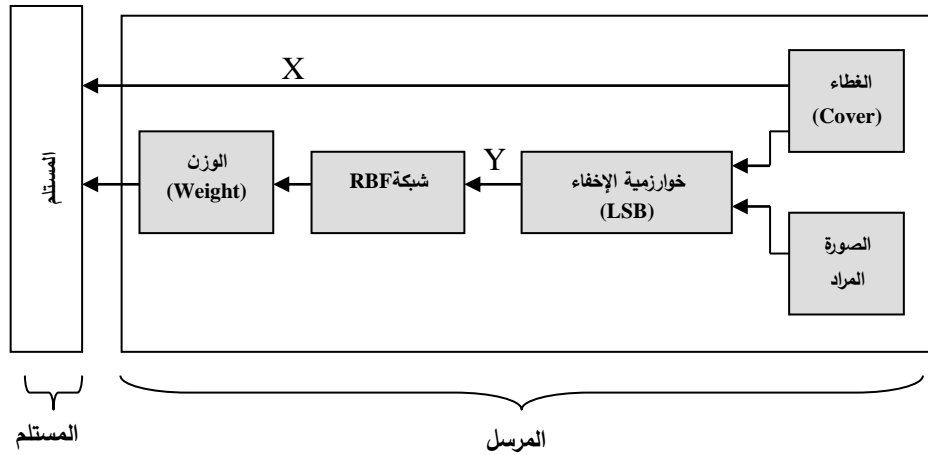 X
الغطاء
(Cover)
المستلم
الوزن
(Weight)
شبكةRBF
Y
خوارزمية الإخفاء
(LSB)
الصورة
المراد
المرسل
المستلم